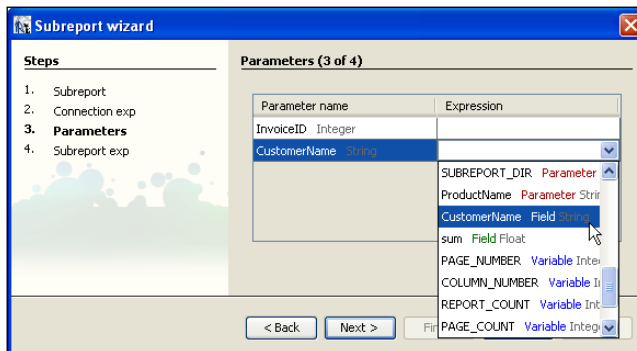 Subreport wizard
Steps
1. Subreport
2. Connection exp
3. Parameters
4. Subreport exp
Parameters (3 of 4)
Parameter name Expression
InvoiceID Integer
CustomerName String
SUBREPORT_DIR Parameter
ProductName Parameter
CustomerName Field String
sum Field Float
PAGE_NUMBER Variable
COLUMN_NUMBER Variable
REPORT_COUNT Variable
PAGE_COUNT Variable
< Back Next >